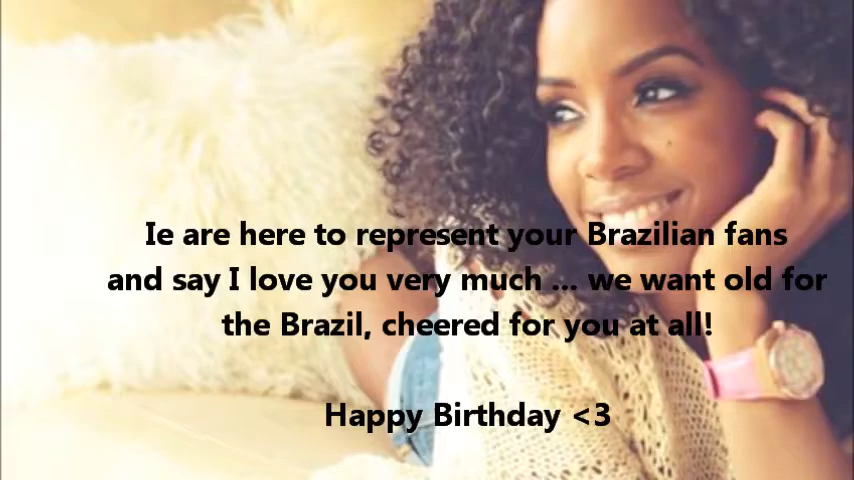 Ie are here to represent your Brazilian fans
and say I love you very much ... we want old for
the Brazil, cheered for you at all!
Happy Birthday <3